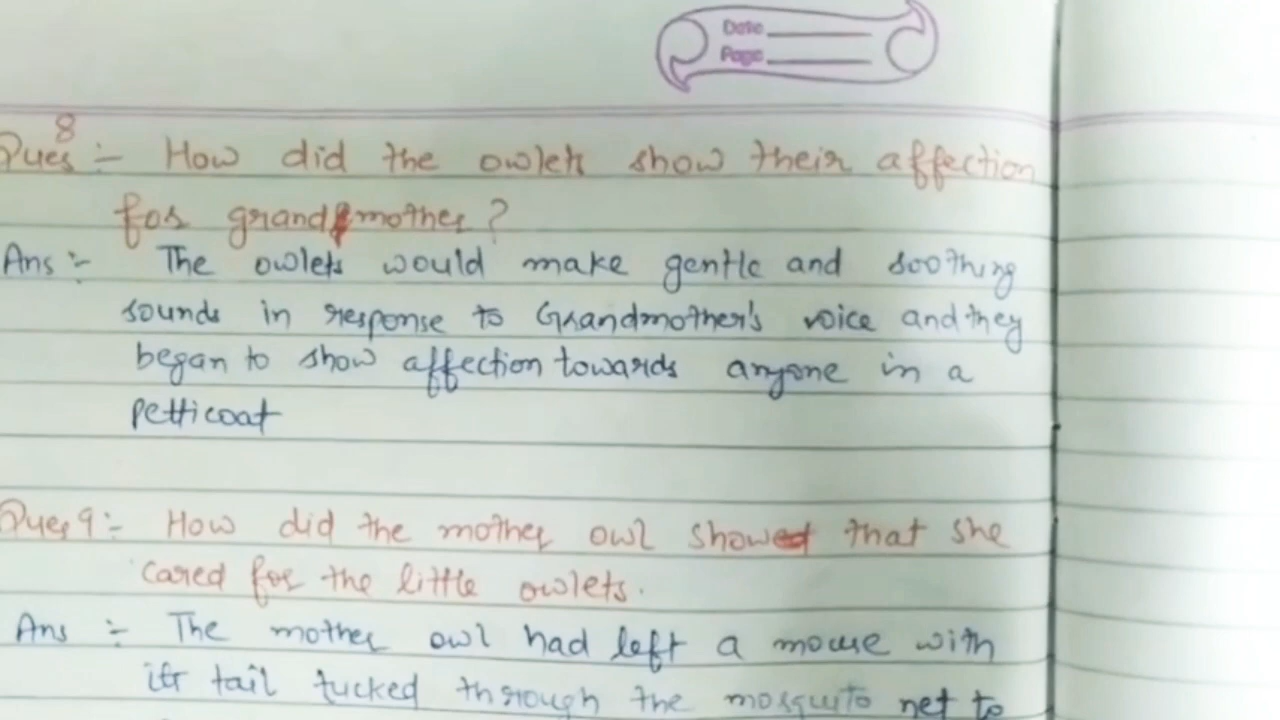 Date
Page
Ques 8 :- How did the owlets show their affection
for grandmother?
Ans :- The owlets would make gentle and soothing
sounds in response to Grandmother's voice and they
began to show affection towards anyone in a
petticoat
Ques 9 :- How did the mother owl show that she
cared for the little owlets.
Ans :- The mother owl had left a mouse with
its tail tucked through the mosquito net to